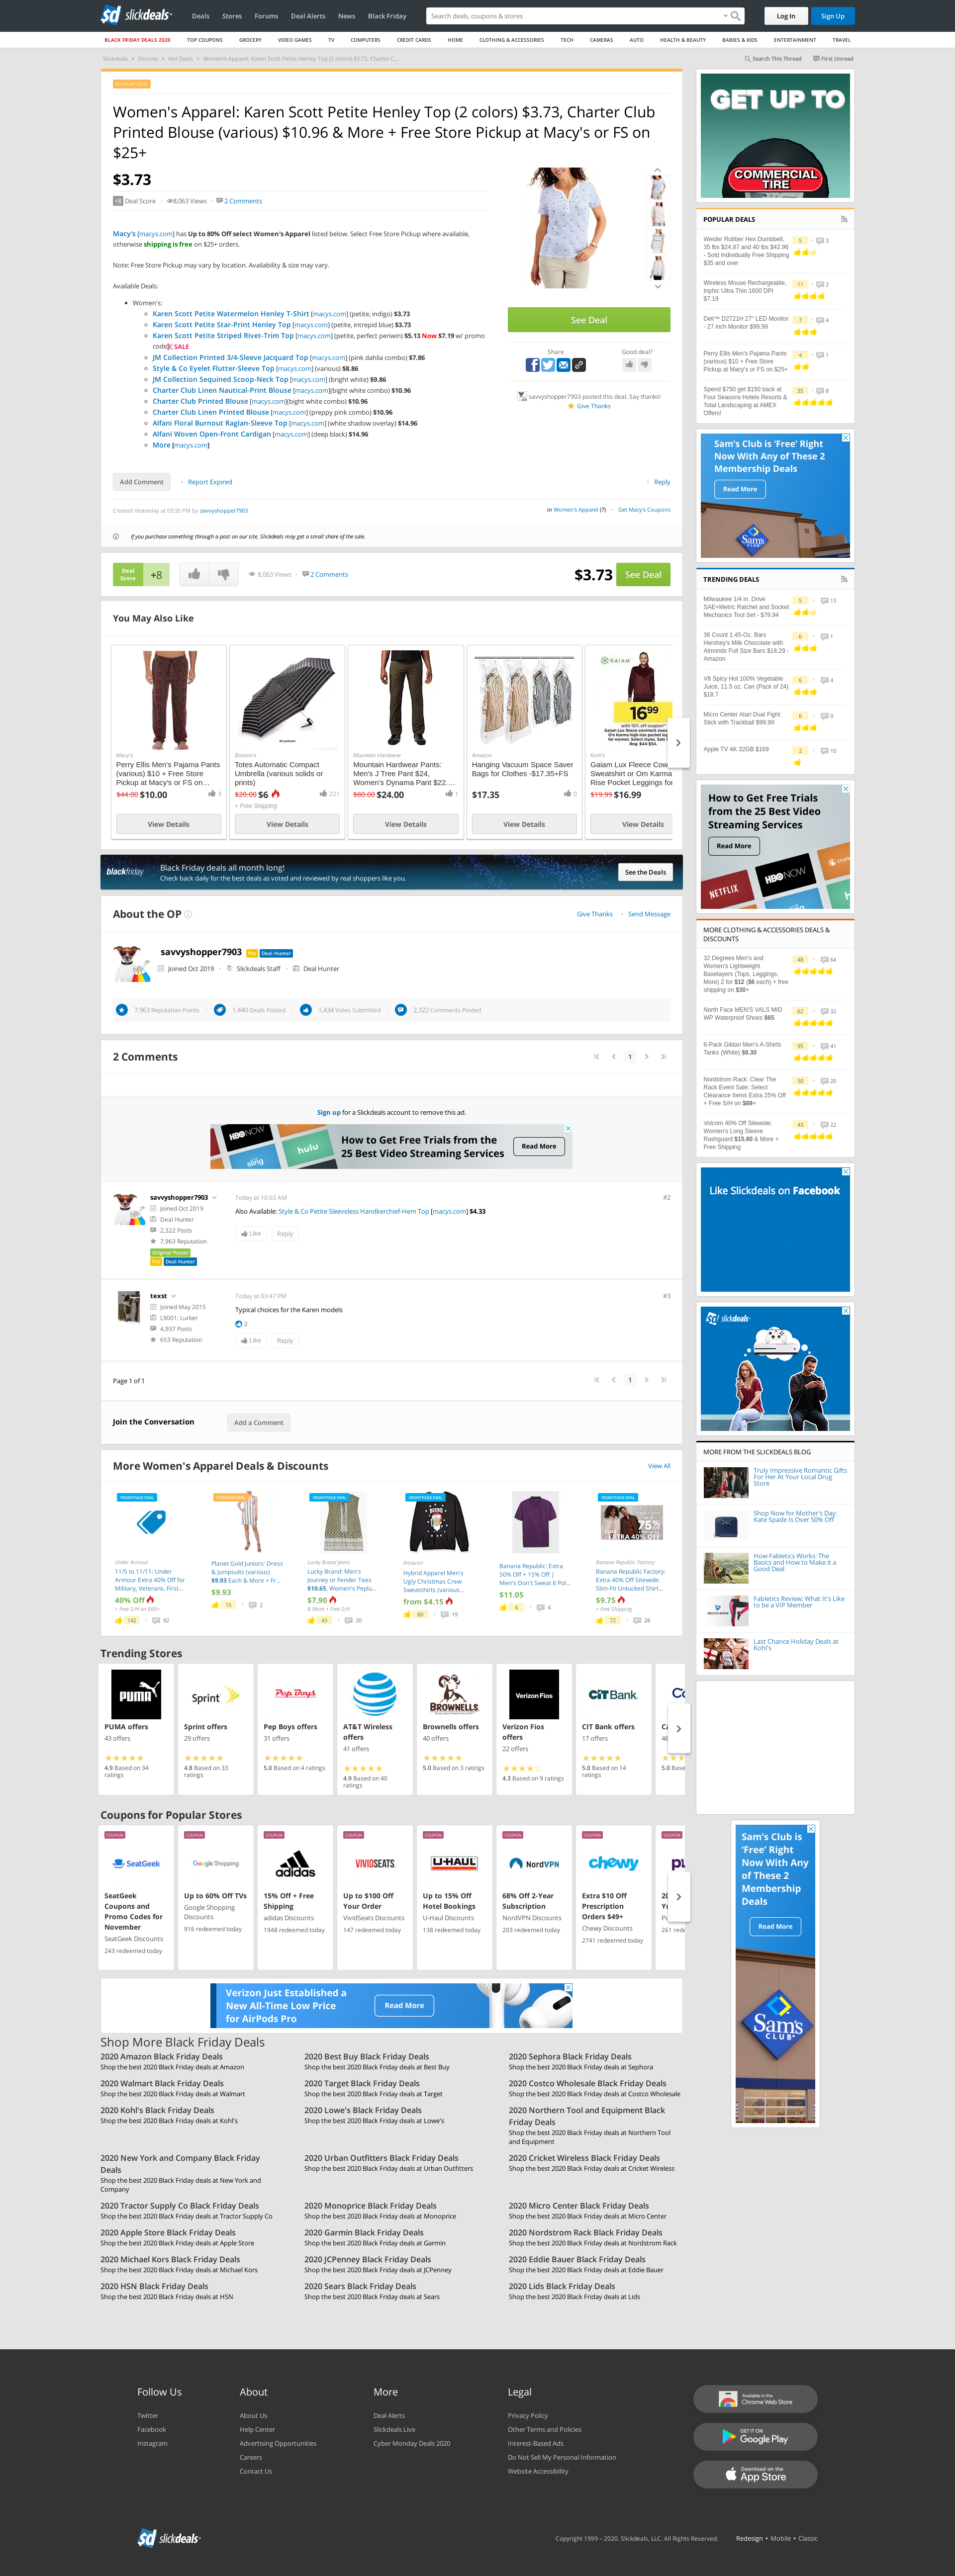 slickdeals
Deals
Stores
Forums
Deal Alerts
News
Black Friday
Search deals, coupons & stores
Log In
Sign Up
BLACK FRIDAY DEALS 2020
TOP COUPONS
GROCERY
VIDEO GAMES
TV
COMPUTERS
CREDIT CARDS
HOME
CLOTHING & ACCESSORIES
TECH
CAMERAS
AUTO
HEALTH & BEAUTY
BABIES & KIDS
ENTERTAINMENT
TRAVEL
Slickdeals
Forums
Hot Deals
Women's Apparel: Karen Scott Petite Henley Top (2 colors) $3.73, Charter C...
Search This Thread
First Unread
POPULAR DEAL
Women's Apparel: Karen Scott Petite Henley Top (2 colors) $3.73, Charter Club
Printed Blouse (various) $10.96 & More + Free Store Pickup at Macy's or FS on
$25+
$3.73
+8 Deal Score
8,063 Views
2 Comments
Macy's [macys.com] has Up to 80% Off select Women's Apparel listed below. Select Free Store Pickup where available,
otherwise shipping is free on $25+ orders.
Note: Free Store Pickup may vary by location. Availability & size may vary.
Available Deals:
Women's:
Karen Scott Petite Watermelon Henley T-Shirt [macys.com] (petite, indigo) $3.73
Karen Scott Petite Star-Print Henley Top [macys.com] (petite, intrepid blue) $3.73
Karen Scott Petite Striped Rivet-Trim Top [macys.com] (petite, perfect periwin) $5.13 Now $7.19 w/ promo
code SALE
JM Collection Printed 3/4-Sleeve Jacquard Top [macys.com] (pink dahlia combo) $7.86
Style & Co Eyelet Flutter-Sleeve Top [macys.com] (various) $8.86
JM Collection Sequined Scoop-Neck Top [macys.com] (bright white) $9.86
Charter Club Linen Nautical-Print Blouse [macys.com](bright white combo) $10.96
Charter Club Printed Blouse [macys.com](bight white combo) $10.96
Charter Club Linen Printed Blouse [macys.com] (preppy pink combo) $10.96
Alfani Floral Burnout Raglan-Sleeve Top [macys.com] (white shadow overlay) $14.96
Alfani Woven Open-Front Cardigan [macys.com] (deep black) $14.96
More [macys.com]
See Deal
Share
Good deal?
savvyshopper7903 posted this deal. Say thanks!
Give Thanks
Add Comment
Report Expired
Reply
Created Yesterday at 03:35 PM by savvyshopper7903
in Women's Apparel (7)
Get Macy's Coupons
If you purchase something through a post on our site, Slickdeals may get a small share of the sale.
Deal Score +8
8,063 Views
2 Comments
$3.73
See Deal
You May Also Like
Macy's
Perry Ellis Men's Pajama Pants
(various) $10 + Free Store
Pickup at Macy's or FS on...
$44.00 $10.00
3
View Details
Boscov's
Totes Automatic Compact
Umbrella (various solids or
prints)
$20.00 $6
221
+ Free Shipping
View Details
Mountain Hardwear
Mountain Hardwear Pants:
Men's J Tree Pant $24,
Women's Dynama Pant $22....
$80.00 $24.00
1
View Details
Amazon
Hanging Vacuum Space Saver
Bags for Clothes -$17.35+FS
$17.35
0
View Details
GAIAM
16.99
Kohl's
Gaiam Lux Fleece Cow
Sweatshirt or Om Karma
Rise Pocket Leggings for
$19.99 $16.99
View Details
blackfriday
Black Friday deals all month long!
Check back daily for the best deals as voted and reviewed by real shoppers like you.
See the Deals
About the OP
Give Thanks
Send Message
savvyshopper7903
Pro
Deal Hunter
Joined Oct 2019
Slickdeals Staff
Deal Hunter
7,963 Reputation Points
1,440 Deals Posted
1,434 Votes Submitted
2,322 Comments Posted
2 Comments
1
Sign up for a Slickdeals account to remove this ad.
HBO NOW
hulu
sling
How to Get Free Trials from the
25 Best Video Streaming Services
Read More
savvyshopper7903
Joined Oct 2019
Deal Hunter
2,322 Posts
7,963 Reputation
Original Poster
Pro
Deal Hunter
Today at 10:03 AM
#2
Also Available: Style & Co Petite Sleeveless Handkerchief-Hem Top [macys.com] $4.33
Like
Reply
texst
Joined May 2015
L9001: Lurker
4,937 Posts
653 Reputation
Today at 03:47 PM
#3
Typical choices for the Karen models
2
Like
Reply
Page 1 of 1
1
Join the Conversation
Add a Comment
More Women's Apparel Deals & Discounts
View All
FRONTPAGE DEAL
Under Armour
11/5 to 11/11: Under
Armour Extra 40% Off for
Military, Veterans, First...
40% Off
+ Free S/H on $60+
142
92
POPULAR DEAL
Planet Gold Juniors' Dress
& Jumpsuits (various)
$9.93 Each & More + Fr...
$9.93
15
2
FRONTPAGE DEAL
Lucky Brand Jeans
Lucky Brand: Men's
Journey or Fender Tees
$10.65, Women's Peplu...
$7.90
& More + Free S/H
43
20
FRONTPAGE DEAL
Amazon
Hybrid Apparel Men's
Ugly Christmas Crew
Sweatshirts (various...
from $4.15
60
19
Banana Republic: Extra
50% Off + 15% Off |
Men's Don't Sweat It Pol...
$11.05
4
4
FRONTPAGE DEAL
75%
EXTRA 40% OFF
Banana Republic Factory
Banana Republic Factory:
Extra 40% Off Sitewide:
Slim-Fit Untucked Shirt...
$9.75
+ Free Shipping
72
28
Trending Stores
PUMA
PUMA offers
43 offers
4.9 Based on 34
ratings
Sprint
Sprint offers
29 offers
4.8 Based on 33
ratings
Pep Boys
Pep Boys offers
31 offers
5.0 Based on 4 ratings
AT&T Wireless
offers
41 offers
4.9 Based on 40
ratings
BROWNELLS
Brownells offers
40 offers
5.0 Based on 3 ratings
Verizon Fios
Verizon Fios
offers
22 offers
4.3 Based on 9 ratings
CIT Bank
CIT Bank offers
17 offers
5.0 Based on 14
ratings
Coupons for Popular Stores
COUPON
SeatGeek
SeatGeek
Coupons and
Promo Codes for
November
SeatGeek Discounts
243 redeemed today
COUPON
Google Shopping
Up to 60% Off TVs
Google Shopping
Discounts
916 redeemed today
COUPON
adidas
15% Off + Free
Shipping
adidas Discounts
1948 redeemed today
COUPON
VIVIDSEATS
Up to $100 Off
Your Order
VividSeats Discounts
147 redeemed today
COUPON
U-HAUL
Up to 15% Off
Hotel Bookings
U-Haul Discounts
138 redeemed today
COUPON
NordVPN
68% Off 2-Year
Subscription
NordVPN Discounts
203 redeemed today
COUPON
chewy
Extra $10 Off
Prescription
Orders $49+
Chewy Discounts
2741 redeemed today
COUPON
Verizon Just Established a
New All-Time Low Price
for AirPods Pro
Read More
Shop More Black Friday Deals
2020 Amazon Black Friday Deals
Shop the best 2020 Black Friday deals at Amazon
2020 Best Buy Black Friday Deals
Shop the best 2020 Black Friday deals at Best Buy
2020 Sephora Black Friday Deals
Shop the best 2020 Black Friday deals at Sephora
2020 Walmart Black Friday Deals
Shop the best 2020 Black Friday deals at Walmart
2020 Target Black Friday Deals
Shop the best 2020 Black Friday deals at Target
2020 Costco Wholesale Black Friday Deals
Shop the best 2020 Black Friday deals at Costco Wholesale
2020 Kohl's Black Friday Deals
Shop the best 2020 Black Friday deals at Kohl's
2020 Lowe's Black Friday Deals
Shop the best 2020 Black Friday deals at Lowe's
2020 Northern Tool and Equipment Black
Friday Deals
Shop the best 2020 Black Friday deals at Northern Tool
and Equipment
2020 New York and Company Black Friday
Deals
Shop the best 2020 Black Friday deals at New York and
Company
2020 Urban Outfitters Black Friday Deals
Shop the best 2020 Black Friday deals at Urban Outfitters
2020 Cricket Wireless Black Friday Deals
Shop the best 2020 Black Friday deals at Cricket Wireless
2020 Tractor Supply Co Black Friday Deals
Shop the best 2020 Black Friday deals at Tractor Supply Co
2020 Monoprice Black Friday Deals
Shop the best 2020 Black Friday deals at Monoprice
2020 Micro Center Black Friday Deals
Shop the best 2020 Black Friday deals at Micro Center
2020 Apple Store Black Friday Deals
Shop the best 2020 Black Friday deals at Apple Store
2020 Garmin Black Friday Deals
Shop the best 2020 Black Friday deals at Garmin
2020 Nordstrom Rack Black Friday Deals
Shop the best 2020 Black Friday deals at Nordstrom Rack
2020 Michael Kors Black Friday Deals
Shop the best 2020 Black Friday deals at Michael Kors
2020 JCPenney Black Friday Deals
Shop the best 2020 Black Friday deals at JCPenney
2020 Eddie Bauer Black Friday Deals
Shop the best 2020 Black Friday deals at Eddie Bauer
2020 HSN Black Friday Deals
Shop the best 2020 Black Friday deals at HSN
2020 Sears Black Friday Deals
Shop the best 2020 Black Friday deals at Sears
2020 Lids Black Friday Deals
Shop the best 2020 Black Friday deals at Lids
GET UP TO
COMMERCIAL
TIRE
POPULAR DEALS
Weider Rubber Hex Dumbbell,
35 lbs $24.87 and 40 lbs $42.96
- Sold Individually Free Shipping
$35 and over
5
3
Wireless Mouse Rechargeable,
Inphic Ultra Thin 1600 DPI
$7.19
11
2
Dell™ D2721H 27" LED Monitor
- 27 inch Monitor $99.99
7
4
Perry Ellis Men's Pajama Pants
(various) $10 + Free Store
Pickup at Macy's or FS on $25+
4
1
Spend $750 get $150 back at
Four Seasons Hotels Resorts &
Total Landscaping at AMEX
Offers!
35
8
Sam's Club is 'Free' Right
Now With Any of These 2
Membership Deals
Read More
Sam's
TRENDING DEALS
Milwaukee 1/4 in. Drive
SAE+Metric Ratchet and Socket
Mechanics Tool Set - $79.94
5
13
36 Count 1.45-Oz. Bars
Hershey's Milk Chocolate with
Almonds Full Size Bars $18.29 -
Amazon
6
1
V8 Spicy Hot 100% Vegetable
Juice, 11.5 oz. Can (Pack of 24)
$18.7
6
4
Micro Center Atari Dual Fight
Stick with Trackball $99.99
6
0
Apple TV 4K 32GB $169
2
10
How to Get Free Trials
from the 25 Best Video
Streaming Services
Read More
NETFLIX
HBO NOW
crunch
MORE CLOTHING & ACCESSORIES DEALS &
DISCOUNTS
32 Degrees Men's and
Women's Lightweight
Baselayers (Tops, Leggings,
More) 2 for $12 ($6 each) + free
shipping on $30+
48
64
North Face MEN'S VALS MID
WP Waterproof Shoes $65
62
32
6-Pack Gildan Men's A-Shirts
Tanks (White) $9.30
95
41
Nordstrom Rack: Clear The
Rack Event Sale: Select
Clearance Items Extra 25% Off
+ Free S/H on $89+
50
20
Volcom 40% Off Sitewide:
Women's Long Sleeve
Rashguard $15.60 & More +
Free Shipping
43
22
Like Slickdeals on Facebook
slickdeals
MORE FROM THE SLICKDEALS BLOG
Truly Impressive Romantic Gifts
For Her At Your Local Drug
Store
Shop Now for Mother's Day:
Kate Spade Is Over 50% Off
How Fabletics Works: The
Basics and How to Make it a
Good Deal
Fabletics Review: What It's Like
to be a VIP Member
Last Chance Holiday Deals at
Kohl's
Sam's Club is
'Free' Right
Now With Any
of These 2
Membership
Deals
Read More
Sam's
CLUB
Follow Us
Twitter
Facebook
Instagram
About
About Us
Help Center
Advertising Opportunities
Careers
Contact Us
More
Deal Alerts
Slickdeals Live
Cyber Monday Deals 2020
Legal
Privacy Policy
Other Terms and Policies
Interest-Based Ads
Do Not Sell My Personal Information
Website Accessibility
Available in the
Chrome Web Store
GET IT ON
Google Play
Download on the
App Store
slickdeals
Copyright 1999 – 2020. Slickdeals, LLC. All Rights Reserved.
Redesign • Mobile • Classic